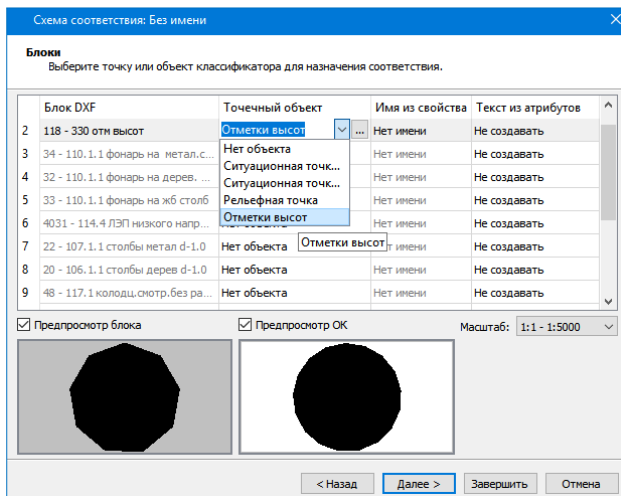 Схема соответствия: Без имени
Блоки
Выберите точку или объект классификатора для назначения соответствия.
Блок DXF Точечный объект Имя из свойства Текст из атрибутов
2 118 - 330 отм высот Отметки высот ... Нет имени Не создавать
3 34 - 110.1.1 фонарь на метал.с... Нет имени Не создавать
4 32 - 110.1.1 фонарь на дерев. ... Нет имени Не создавать
5 33 - 110.1.1 фонарь на жб столб Нет имени Не создавать
6 4031 - 114.4 ЛЭП низкого напр... Нет имени Не создавать
Нет объекта
Ситуационная точк...
Ситуационная точк...
Рельефная точка
Отметки высот
Отметки высот
7 22 - 107.1.1 столбы метал d-1.0 Нет объекта Не создавать
8 20 - 106.1.1 столбы дерев d-1.0 Нет объекта Нет имени Не создавать
9 48 - 117.1 колодц.смотр.без ра... Нет объекта Нет имени Не создавать
Предпросмотр блока Предпросмотр ОК Масштаб: 1:1 - 1:5000
< Назад Далее > Завершить Отмена